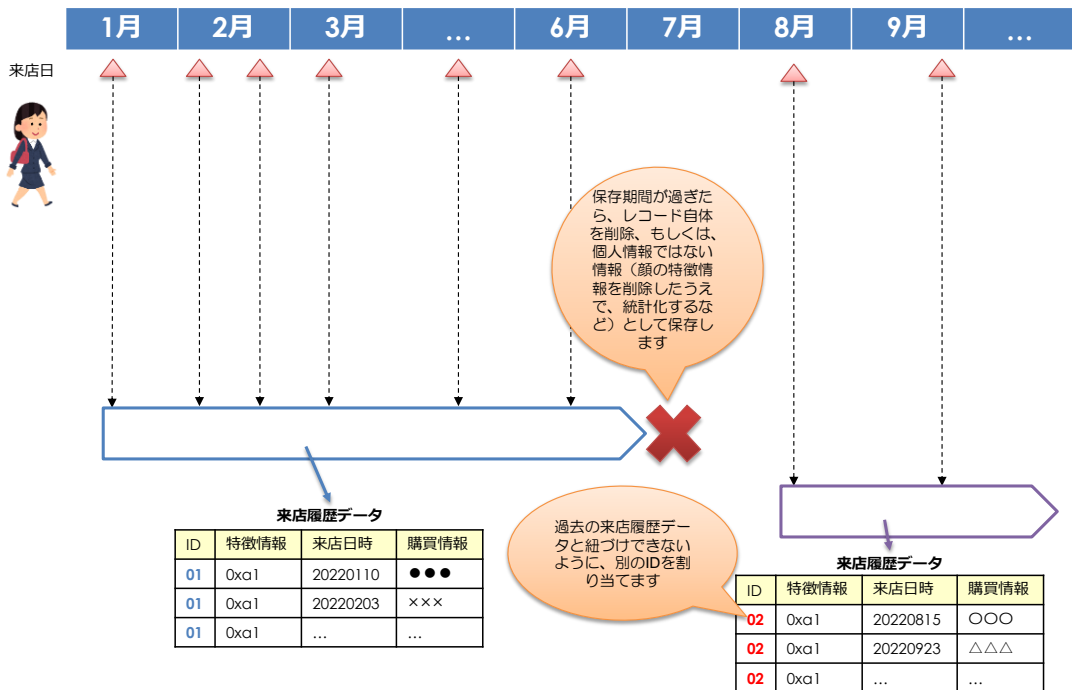 1月 2月 3月 … 6月 7月 8月 9月 …
来店日
保存期間が過ぎた
ら、レコード自体
を削除、もしくは、
個人情報ではない
情報（顔の特徴情
報を削除したうえ
で、統計化するな
ど）として保存し
ます
来店履歴データ
ID 特徴情報 来店日時 購買情報
01 0xa1 20220110 ●●●
01 0xa1 20220203 ×××
01 0xa1 … …
過去の来店履歴デー
タと紐づけできない
ように、別のIDを割
り当てます
来店履歴データ
ID 特徴情報 来店日時 購買情報
02 0xa1 20220815 〇〇〇
02 0xa1 20220923 △△△
02 0xa1 … …